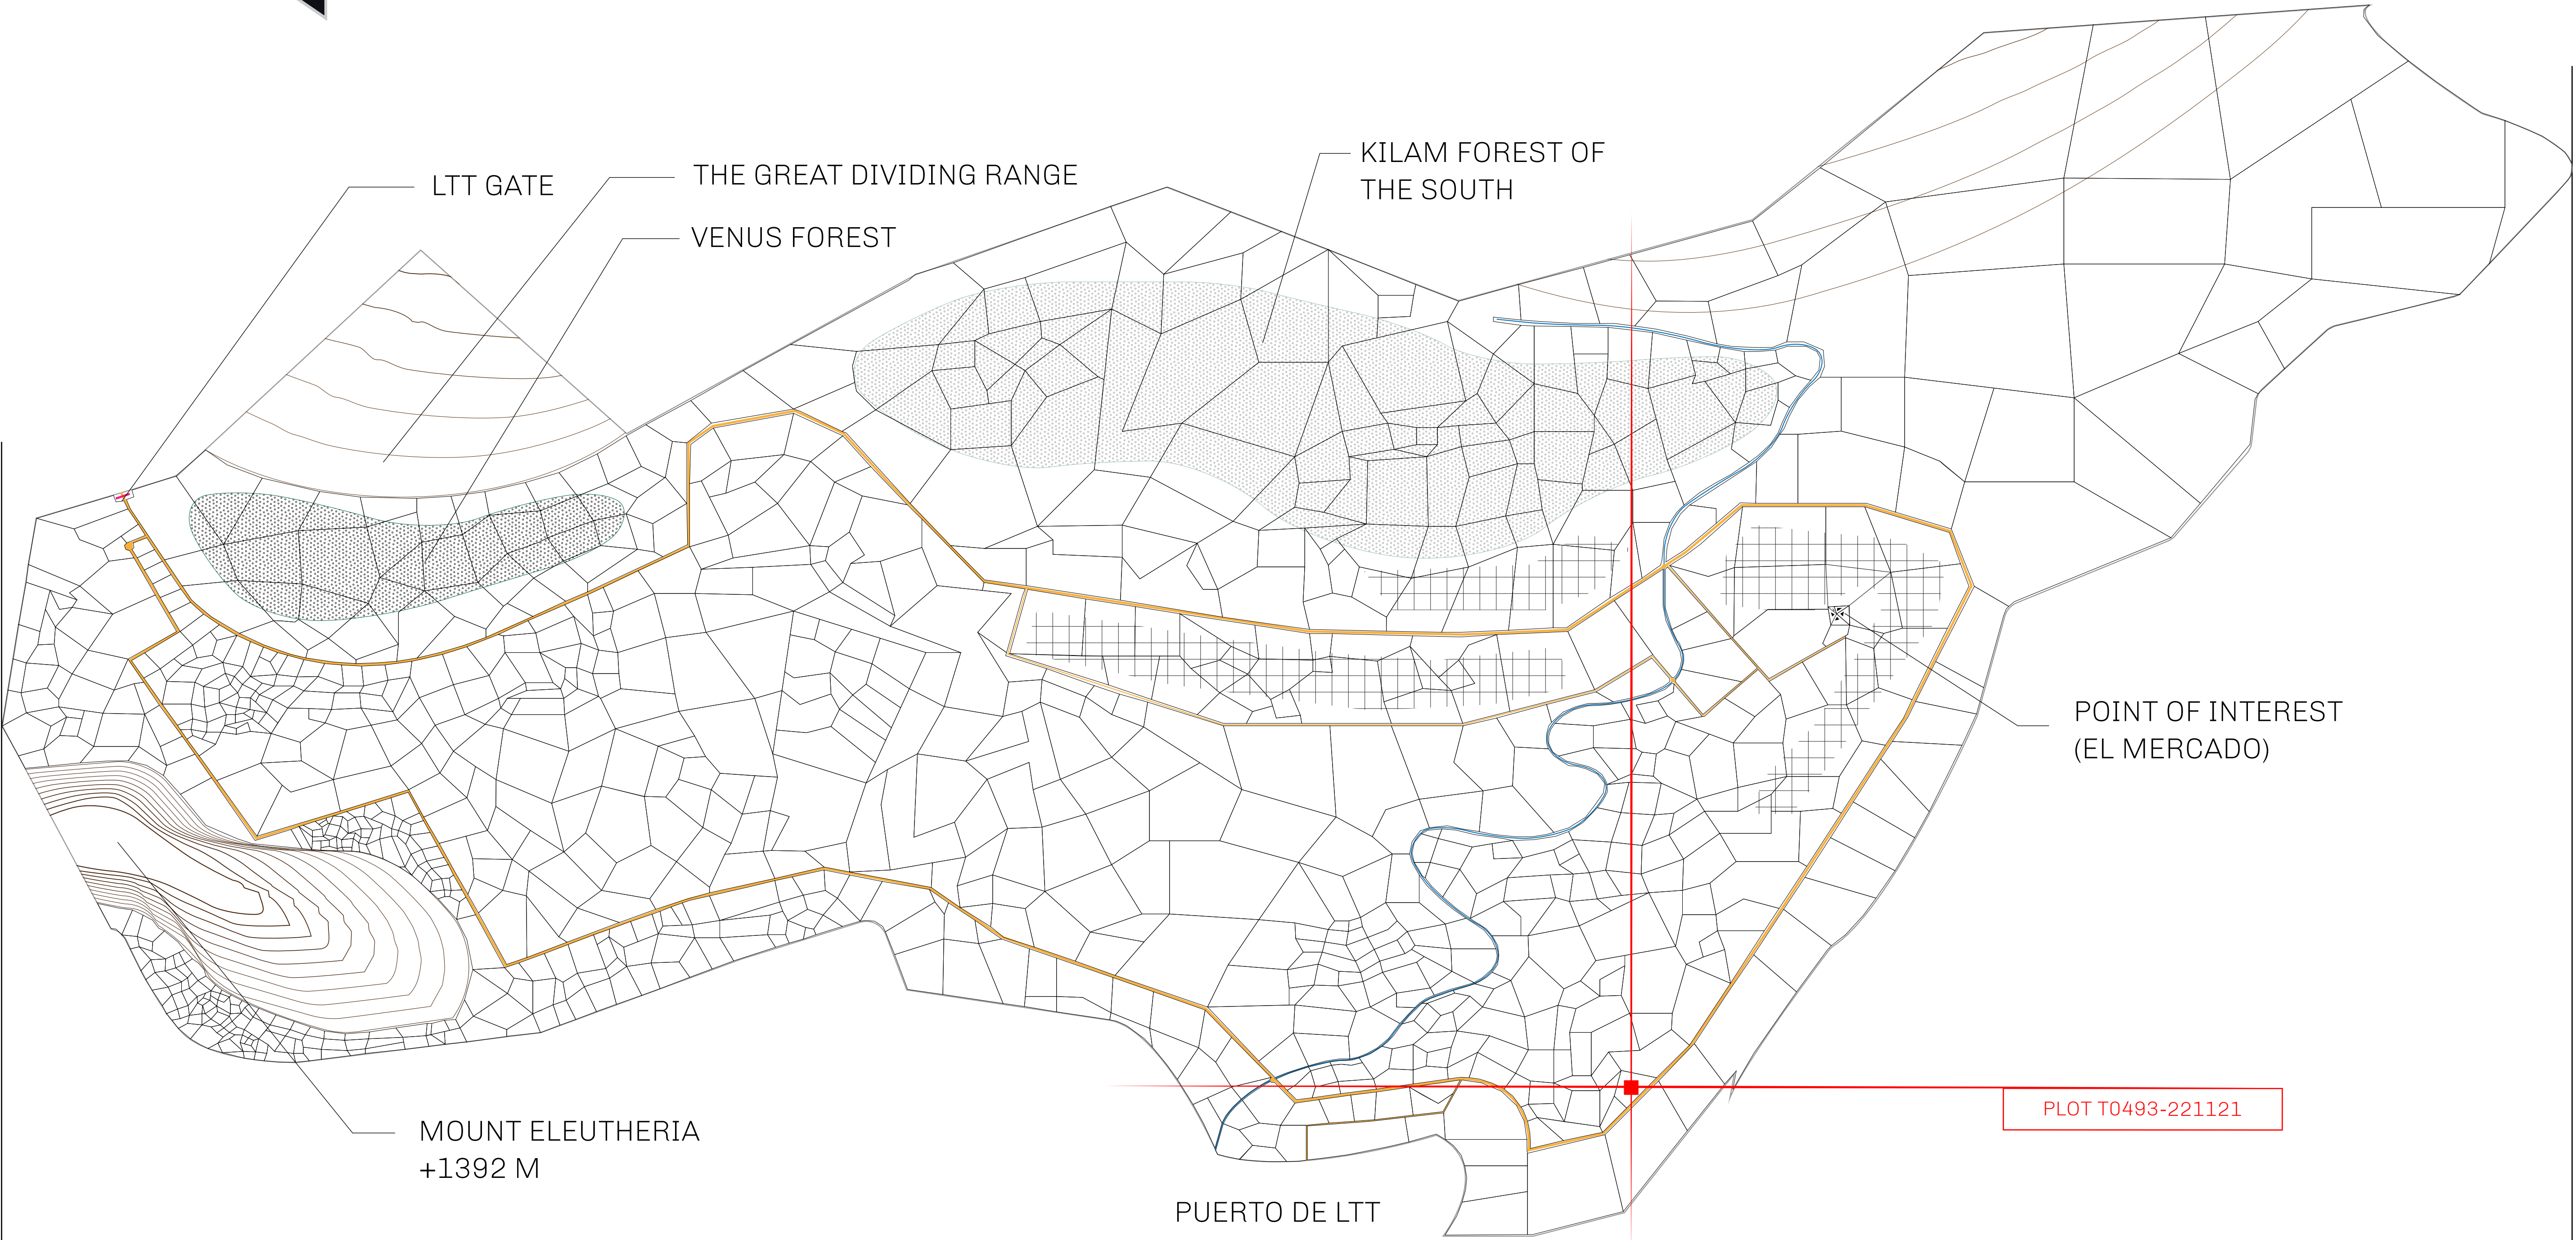 KILAM FOREST OF
THE SOUTH
THE GREAT DIVIDING RANGE
LTT GATE
VENUS FOREST
POINT OF INTEREST
(EL MERCADO)
PLOT T0493-221121
MOUNT ELEUTHERIA
+1392 M
PUERTO DE LTT